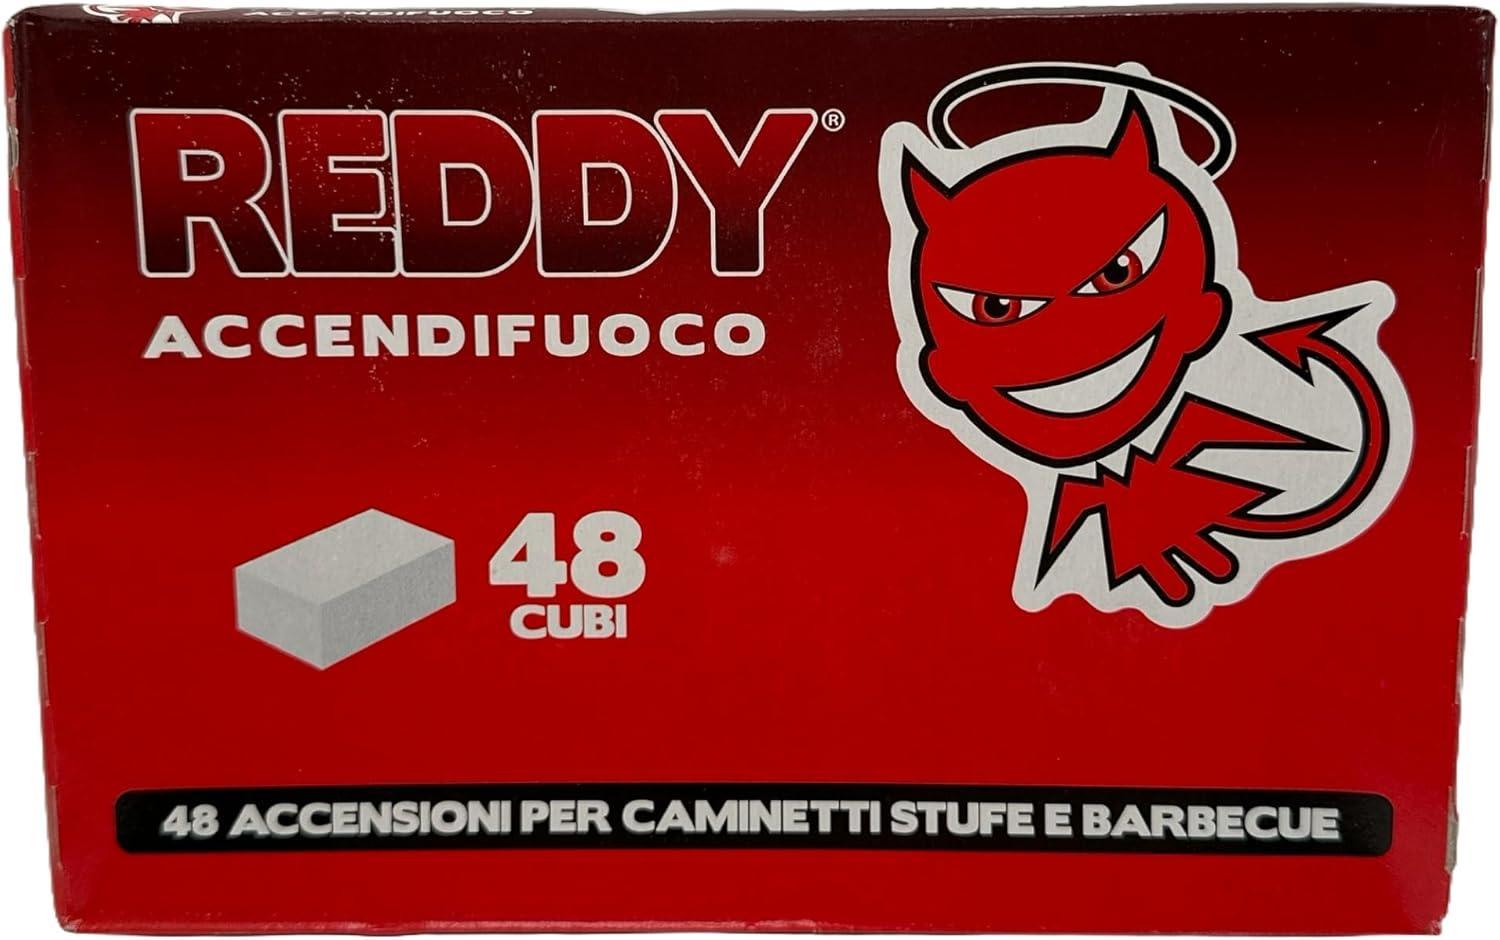 ACCENDIFUOCO
REDDY®
ACCENDIFUOCO
48
CUBI
48 ACCENSIONI PER CAMINETTI STUFE E BARBECUE